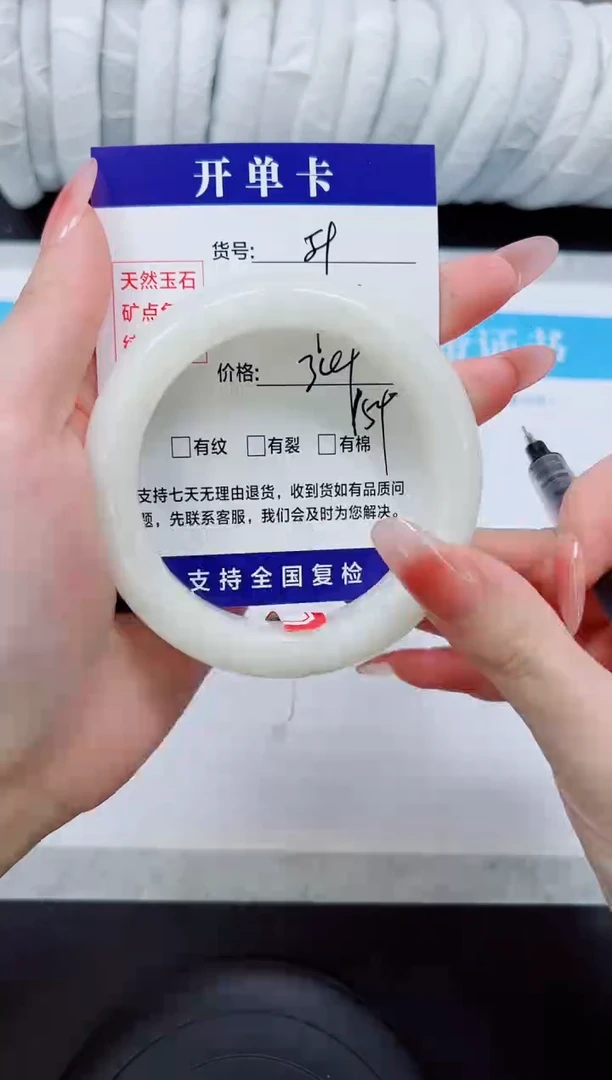 开单卡
货号:
天然玉石
矿点
价格:
□有纹 □有裂 □有棉
支持七天无理由退货，收到货如有品质问
题，先联系客服，我们会及时为您解决。
支持全国复检
证书